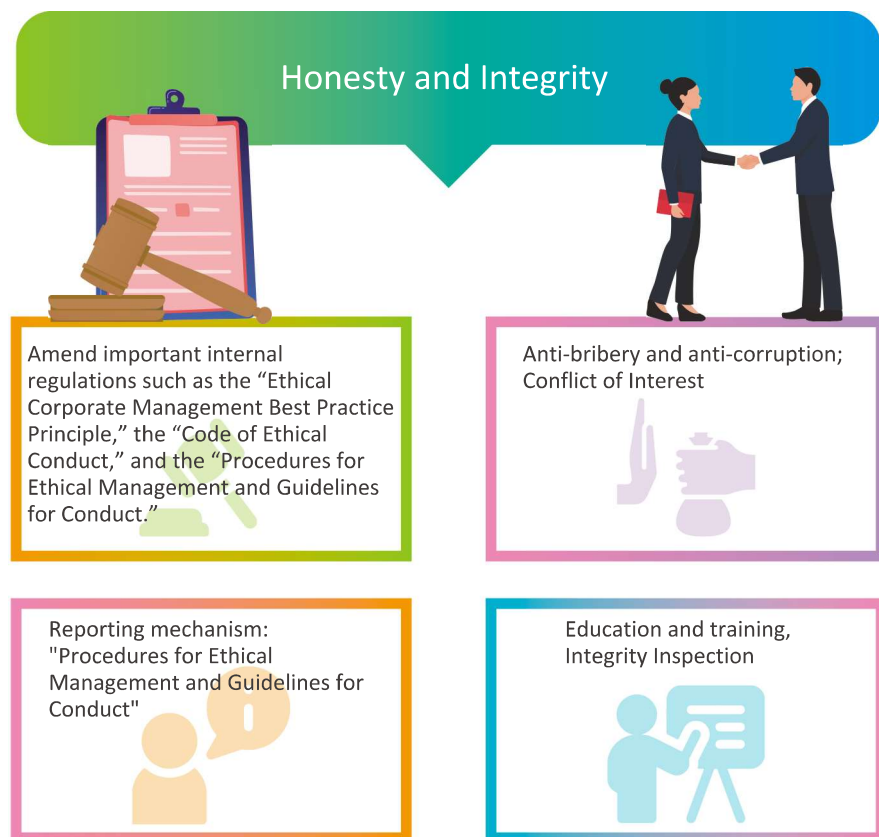 Honesty and Integrity
Amend important internal
regulations such as the “Ethical
Corporate Management Best Practice
Principle,” the “Code of Ethical
Conduct,” and the “Procedures for
Ethical Management and Guidelines
for Conduct.”
Anti-bribery and anti-corruption;
Conflict of Interest
Reporting mechanism:
"Procedures for Ethical
Management and Guidelines for
Conduct"
Education and training,
Integrity Inspection